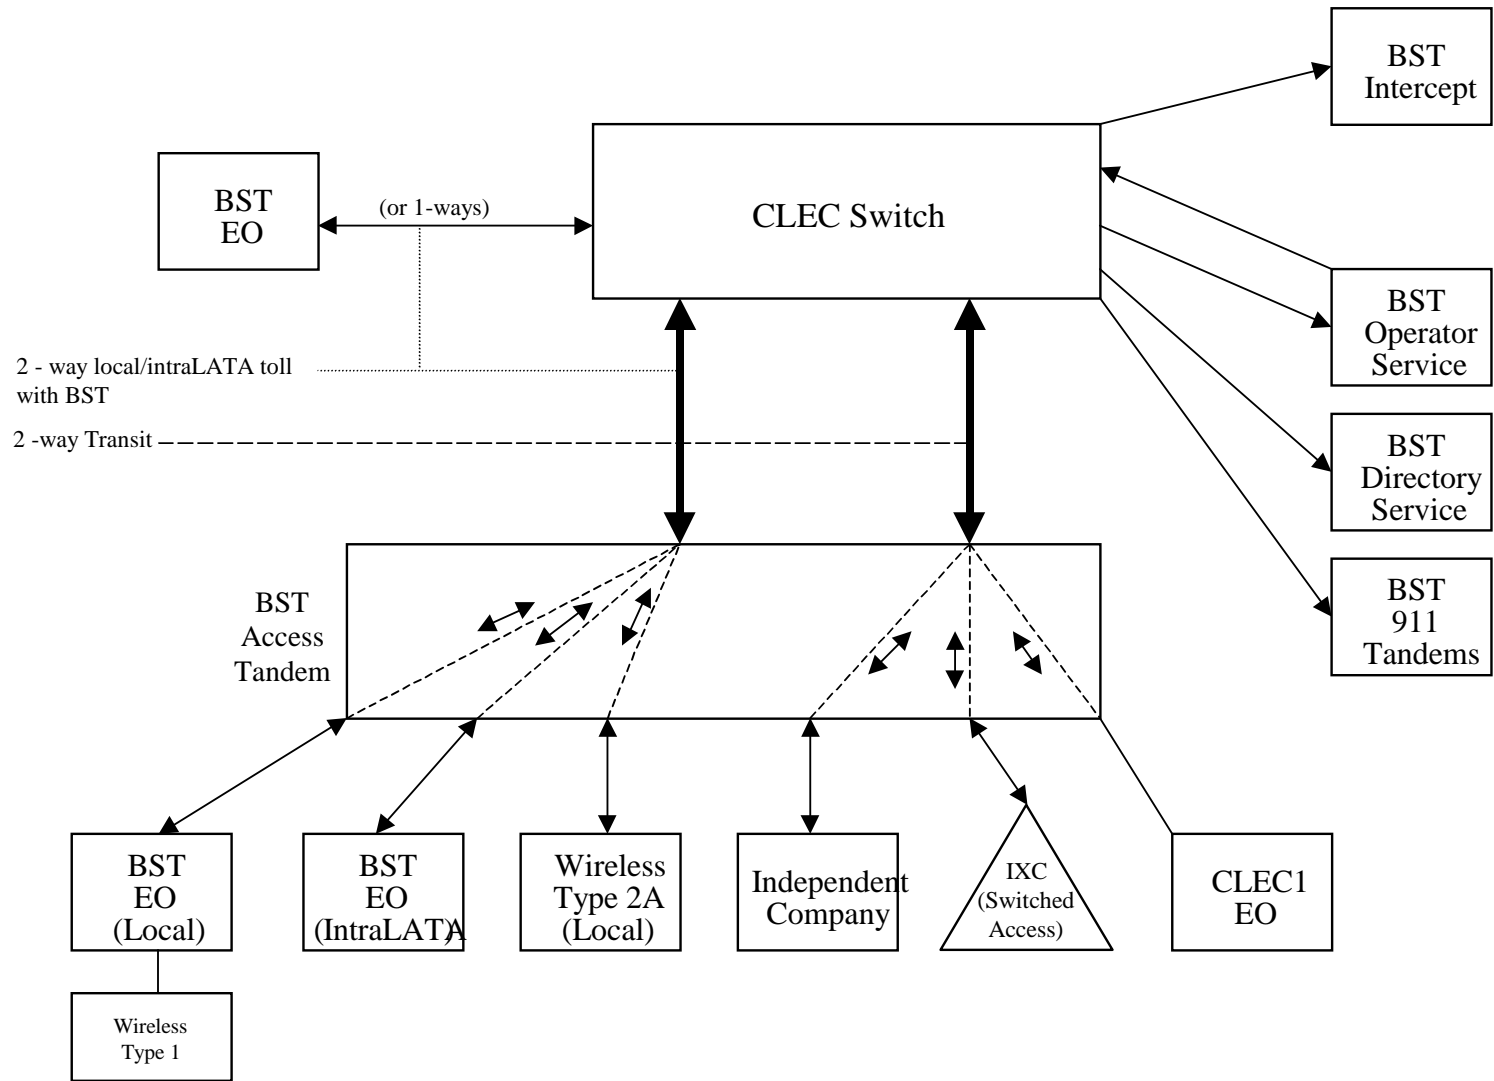 BST
Intercept
BST
EO
(or 1-ways)
CLEC Switch
BST
Operator
Service
2 - way local/intraLATA toll
with BST
2 -way Transit
BST
Directory
Service
BST
911
Tandems
BST
Access
Tandem
BST
EO
(Local)
BST
EO
(IntraLATA)
Wireless
Type 2A
(Local)
Independent
Company
IXC
(Switched
Access)
CLEC1
EO
Wireless
Type 1